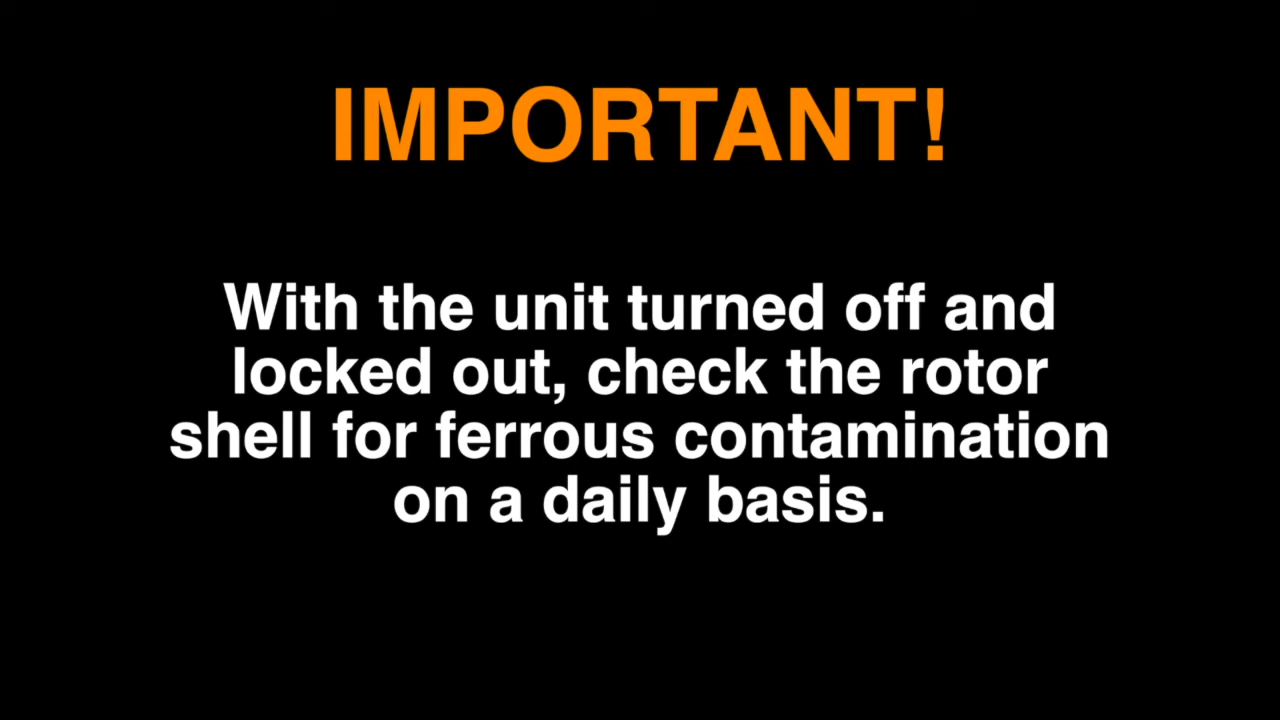 IMPORTANT!
With the unit turned off and
locked out, check the rotor
shell for ferrous contamination
on a daily basis.